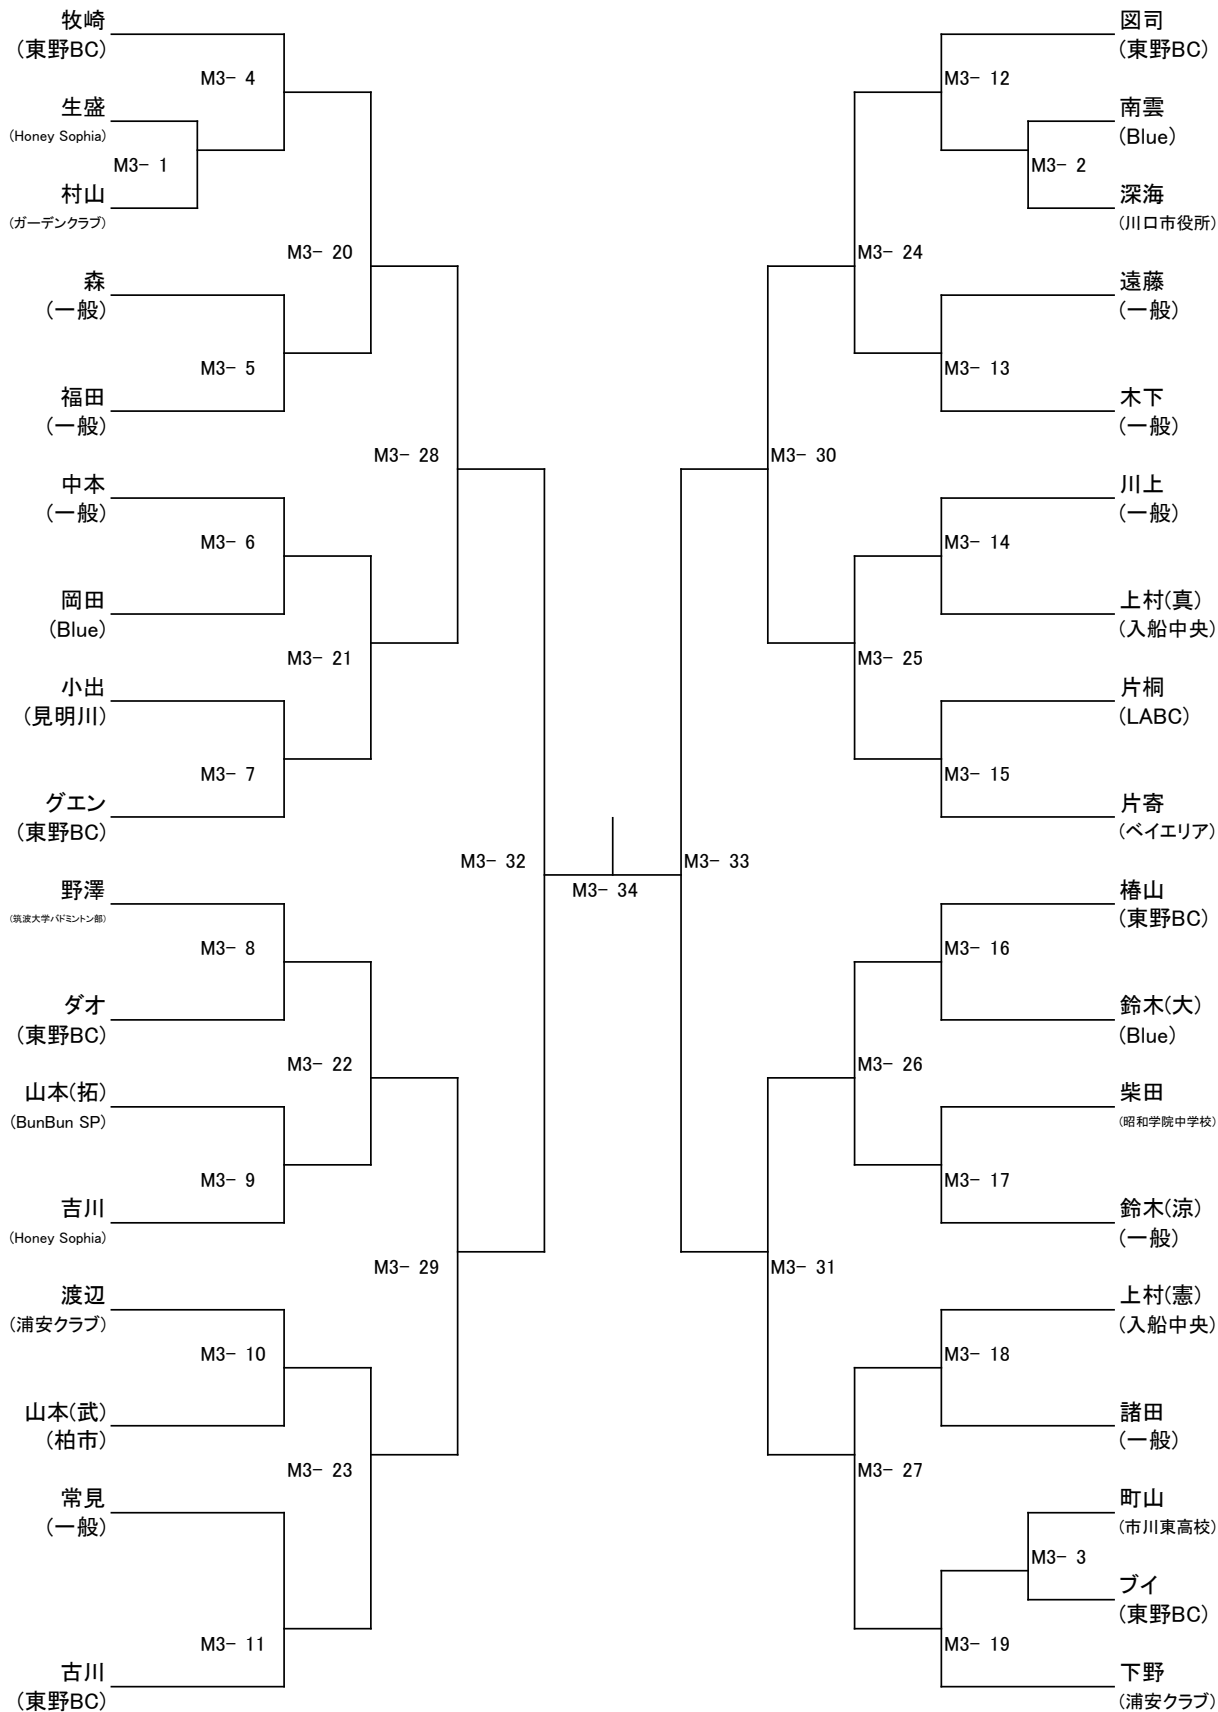 牧崎
(東野BC)
M3- 4
生盛
(Honey Sophia)
M3- 1
村山
(ガーデンクラブ)
M3- 20
森
(一般)
M3- 5
福田
(一般)
M3- 28
中本
(一般)
M3- 6
岡田
(Blue)
M3- 21
小出
(見明川)
M3- 7
グエン
(東野BC)
M3- 32
野澤
(筑波大学バドミントン部)
M3- 8
ダオ
(東野BC)
M3- 22
山本(拓)
(BunBun SP)
M3- 9
吉川
(Honey Sophia)
M3- 29
渡辺
(浦安クラブ)
M3- 10
山本(武)
(柏市)
M3- 23
常見
(一般)
M3- 11
古川
(東野BC)
M3- 34
図司
(東野BC)
M3- 12
南雲
(Blue)
M3- 2
深海
(川口市役所)
M3- 24
遠藤
(一般)
M3- 13
木下
(一般)
M3- 30
川上
(一般)
M3- 14
上村(真)
(入船中央)
M3- 25
片桐
(LABC)
M3- 15
片寄
(ベイエリア)
M3- 33
椿山
(東野BC)
M3- 16
鈴木(大)
(Blue)
M3- 26
柴田
(昭和学院中学校)
M3- 17
鈴木(涼)
(一般)
M3- 31
上村(憲)
(入船中央)
M3- 18
諸田
(一般)
M3- 27
町山
(市川東高校)
M3- 3
ブイ
(東野BC)
M3- 19
下野
(浦安クラブ)